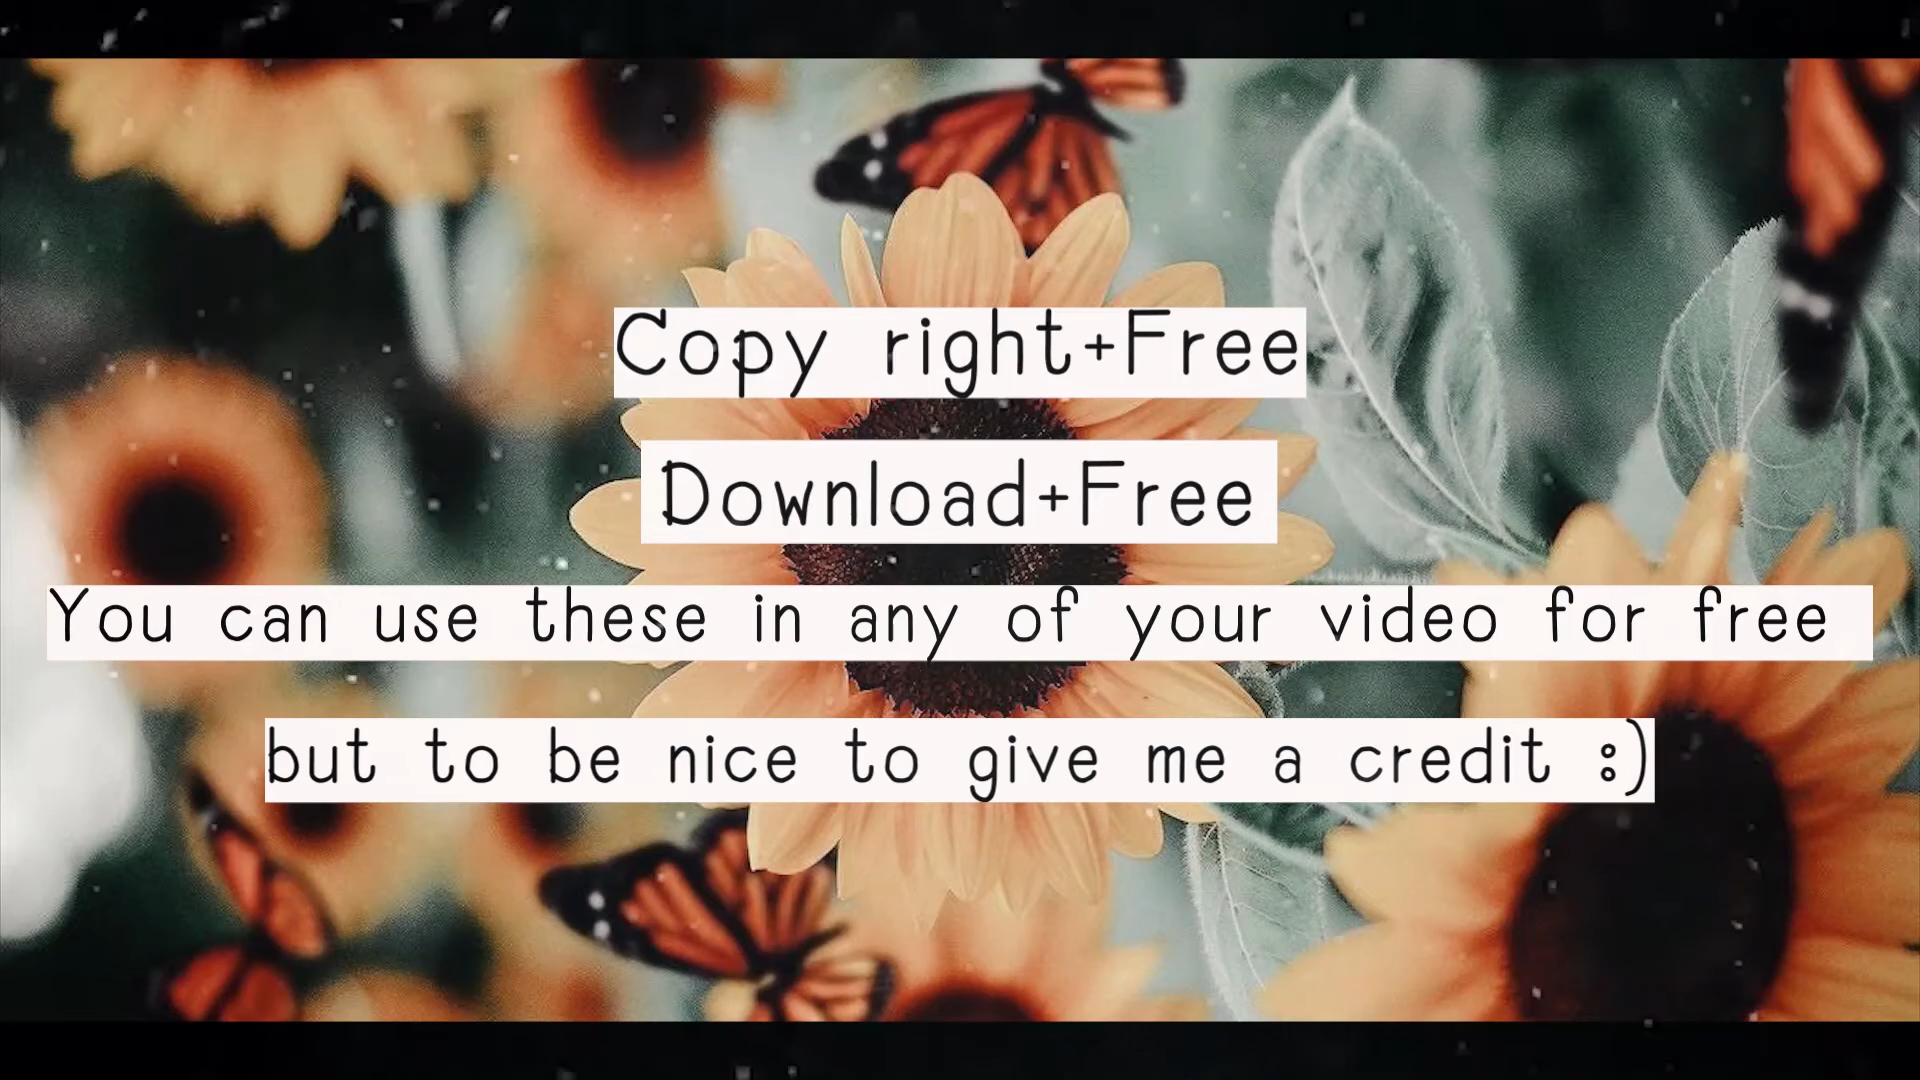 Copy right+Free
Download+Free
You can use these in any of your video for free
but to be nice to give me a credit :)